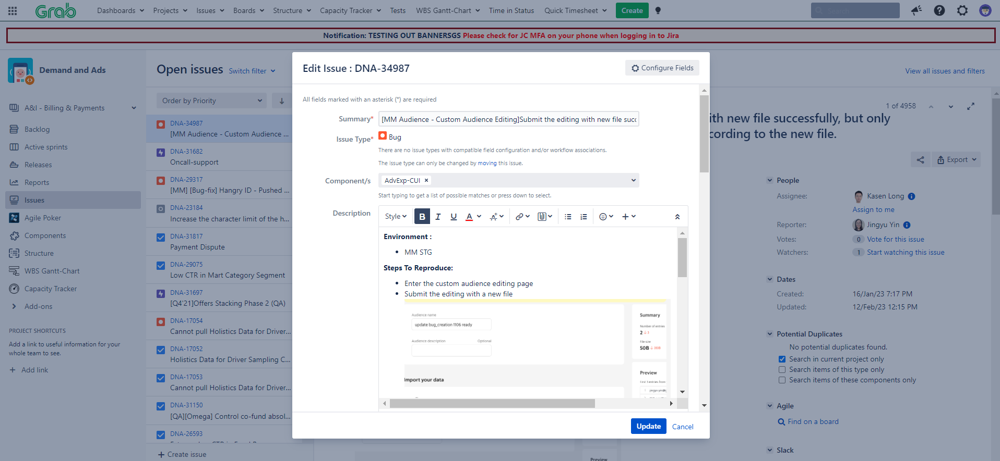 Grab
Dashboards Projects Issues Boards Structure Capacity Tracker Tests WBS Gantt-Chart Time in Status Quick Timesheet Create
Search
Notification: TESTING OUT BANNERSGS Please check for JC MFA on your phone when logging in to Jira
Demand and Ads
A&I - Billing & Payments
Backlog
Active sprints
Releases
Reports
Issues
Agile Poker
Components
Structure
WBS Gantt-Chart
Capacity Tracker
Add-ons
PROJECT SHORTCUTS
Add a link to useful information for your
whole team to see.
+ Add link
Open issues Switch filter
Order by Priority
DNA-34987
[MM Audience - Custom Audience ...
DNA-31682
Oncall-support
DNA-29317
[MM] [Bug-fix] Hangry ID - Pushed ...
DNA-23184
Increase the character limit of the h...
DNA-31817
Payment Dispute
DNA-29075
Low CTR in Mart Category Segment
DNA-31697
[Q4'21]Offers Stacking Phase 2 (QA)
DNA-17054
Cannot pull Holistics Data for Driver...
DNA-17052
Holistics Data for Driver Sampling C...
DNA-17053
Cannot pull Holistics Data for Driver...
DNA-31150
[QA][Omega] Control co-fund absol...
DNA-26593
+ Create issue
Edit Issue : DNA-34987
Configure Fields
All fields marked with an asterisk (*) are required
Summary*
[MM Audience - Custom Audience Editing]Submit the editing with new file succ
Issue Type*
Bug
There are no issue types with compatible field configuration and/or workflow associations.
The issue type can only be changed by moving this issue.
Component/s
AdvExp-CUI ×
Start typing to get a list of possible matches or press down to select.
Description
Style B I U A
Environment :
• MM STG
Steps To Reproduce:
• Enter the custom audience editing page
• Submit the editing with a new file
Audience name
update bug_creation 1106 ready
Audience description Optional
Import your data
Summary
Number of entries
2 ↓ 3
File size
50B
Preview
Update Cancel
Preview
View all issues and filters
1 of 4958
ith new file successfully, but only
cording to the new file.
Export
People
Assignee: Kasen Long
Assign to me
Reporter: Jingyu Yin
Votes: 0 Vote for this issue
Watchers: 1 Start watching this issue
Dates
Created: 16/Jan/23 7:17 PM
Updated: 12/Feb/23 12:15 PM
Potential Duplicates
No potential duplicates found.
Search in current project only
Search items of this type only
Search items of these components only
Agile
Find on a board
Slack